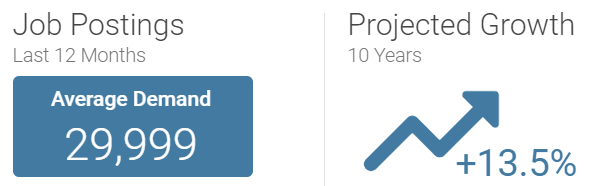 Job Postings
Last 12 Months
Average Demand
29,999
Projected Growth
10 Years
+13.5%